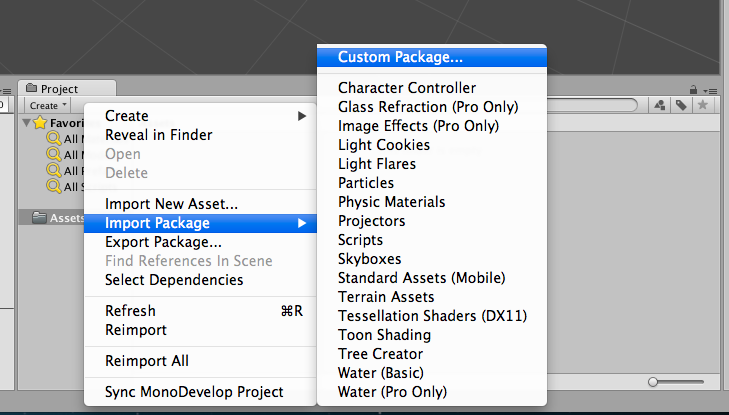 Project
Create
Favori
All M
All M
All P
All S
Assets
Create
Reveal in Finder
Open
Delete
Import New Asset...
Import Package
Export Package...
Find References In Scene
Select Dependencies
Refresh ⌘R
Reimport
Reimport All
Sync MonoDevelop Project
Custom Package...
Character Controller
Glass Refraction (Pro Only)
Image Effects (Pro Only)
Light Cookies
Light Flares
Particles
Physic Materials
Projectors
Scripts
Skyboxes
Standard Assets (Mobile)
Terrain Assets
Tessellation Shaders (DX11)
Toon Shading
Tree Creator
Water (Basic)
Water (Pro Only)